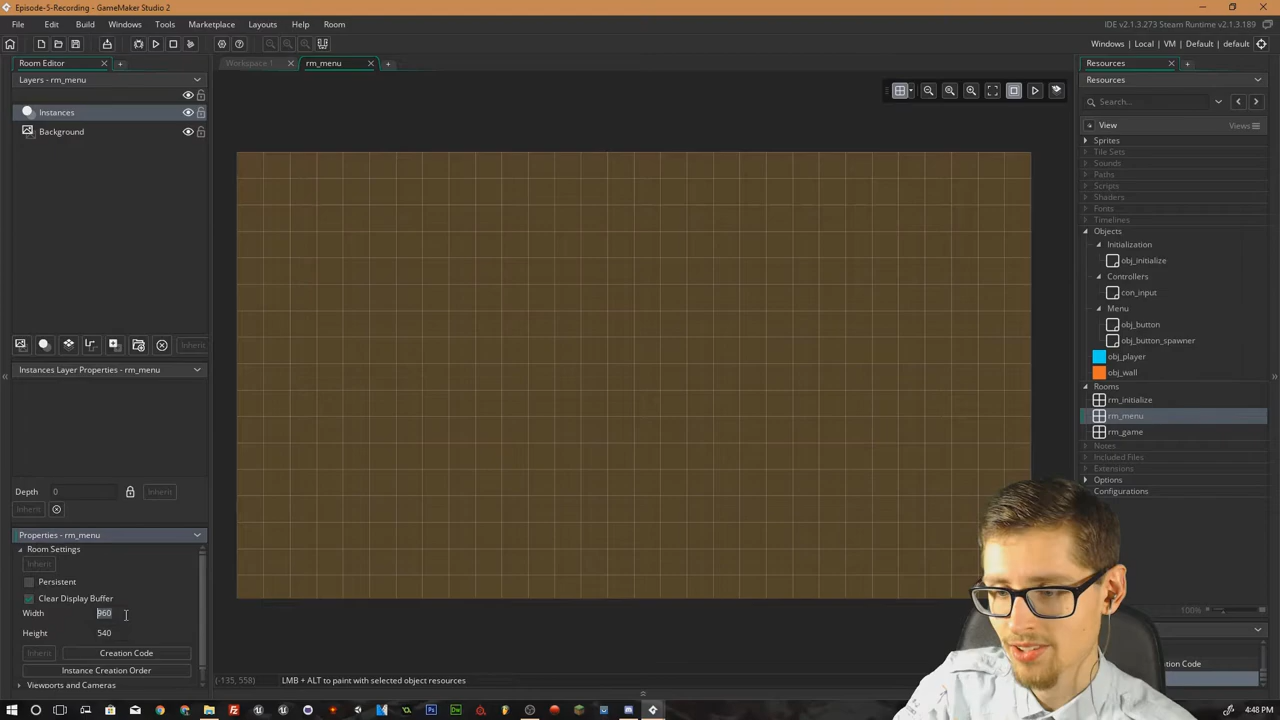 Episode-5-Recording - GameMaker Studio 2
File Edit Build Windows Tools Marketplace Layouts Help Room
IDE v2.1.3.273 Steam Runtime v2.1.3.189
Windows | Local | VM | Default | default
Room Editor
Workspace 1
rm_menu
Resources
Layers - rm_menu
Resources
Search...
Instances
Background
View
Views
Sprites
Tile Sets
Sounds
Paths
Scripts
Shaders
Fonts
Timelines
Objects
Initialization
obj_initialize
Controllers
con_input
Menu
obj_button
obj_button_spawner
obj_player
obj_wall
Rooms
rm_initialize
rm_menu
rm_game
Notes
Included Files
Extensions
Options
Configurations
Inherit
Instances Layer Properties - rm_menu
Depth 0 Inherit
Inherit
Properties - rm_menu
Room Settings
Inherit
Persistent
Clear Display Buffer
Width 960
Height 540
Inherit Creation Code
Instance Creation Order
Viewports and Cameras
(-135, 558) LMB + ALT to paint with selected object resources
100%
Code
4:48 PM